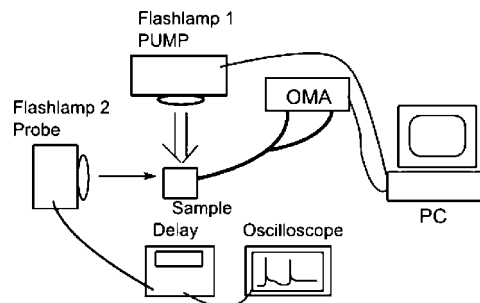 Flashlamp 1
PUMP
OMA
Flashlamp 2
Probe
Sample
PC
Delay
Oscilloscope